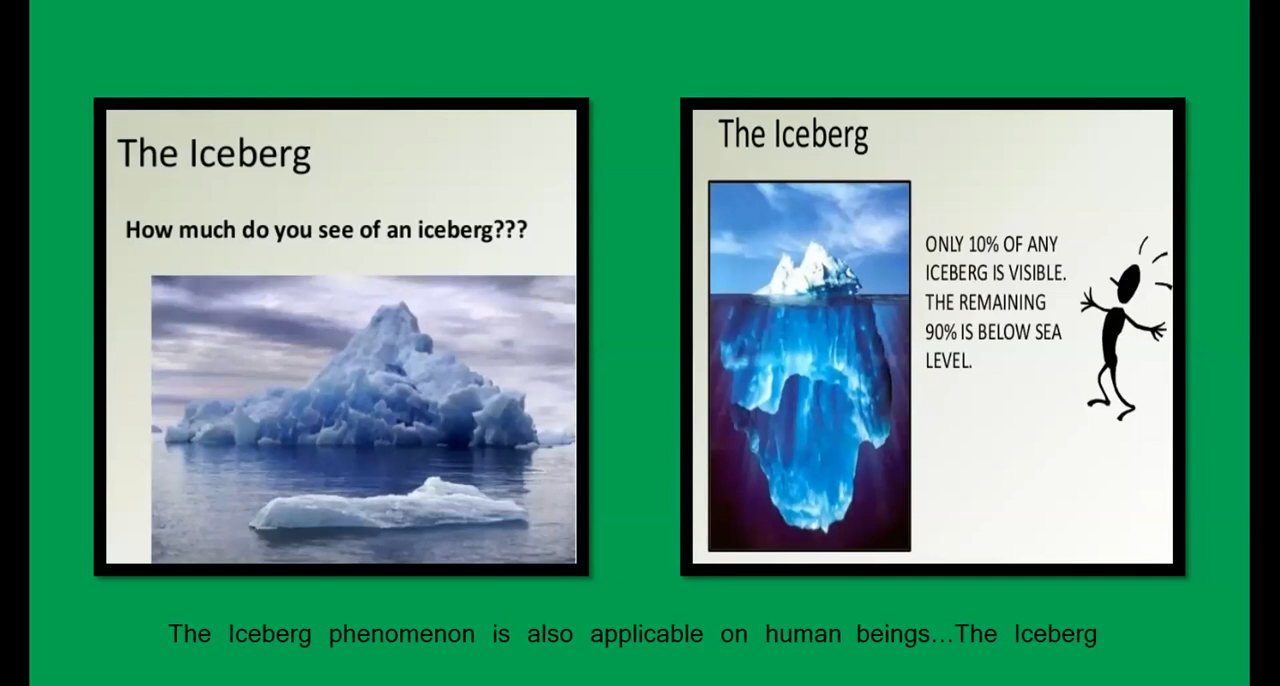 The Iceberg
How much do you see of an iceberg???
The Iceberg
ONLY 10% OF ANY
ICEBERG IS VISIBLE.
THE REMAINING
90% IS BELOW SEA
LEVEL.
The Iceberg phenomenon is also applicable on human beings…The Iceberg